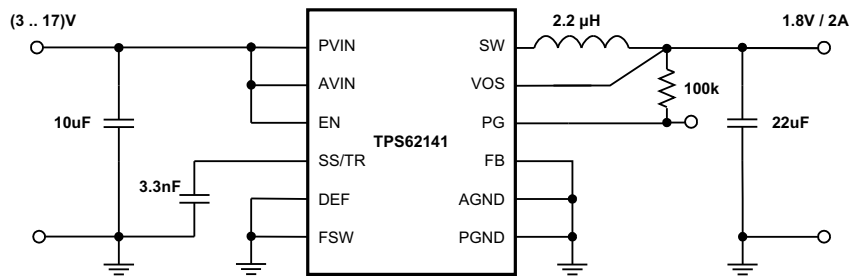 (3 .. 17)V
2.2 µH
1.8V / 2A
PVIN
SW
AVIN
VOS
100k
10uF
EN
PG
22uF
TPS62141
SS/TR
FB
3.3nF
DEF
AGND
FSW
PGND